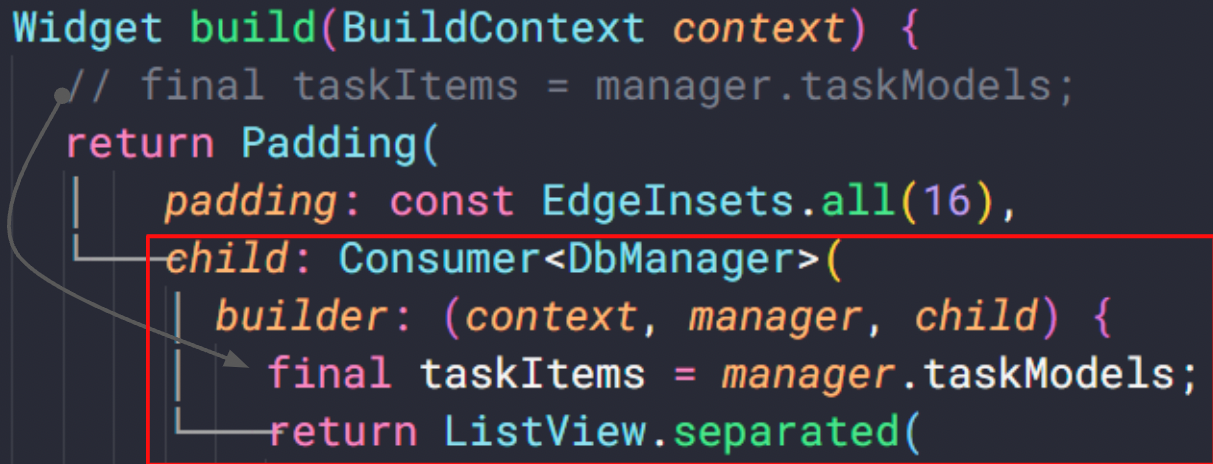 Widget build(BuildContext context) {
// final taskItems = manager.taskModels;
return Padding(
padding: const EdgeInsets.all(16),
child: Consumer<DbManager>(
builder: (context, manager, child) {
final taskItems = manager.taskModels;
return ListView.separated(